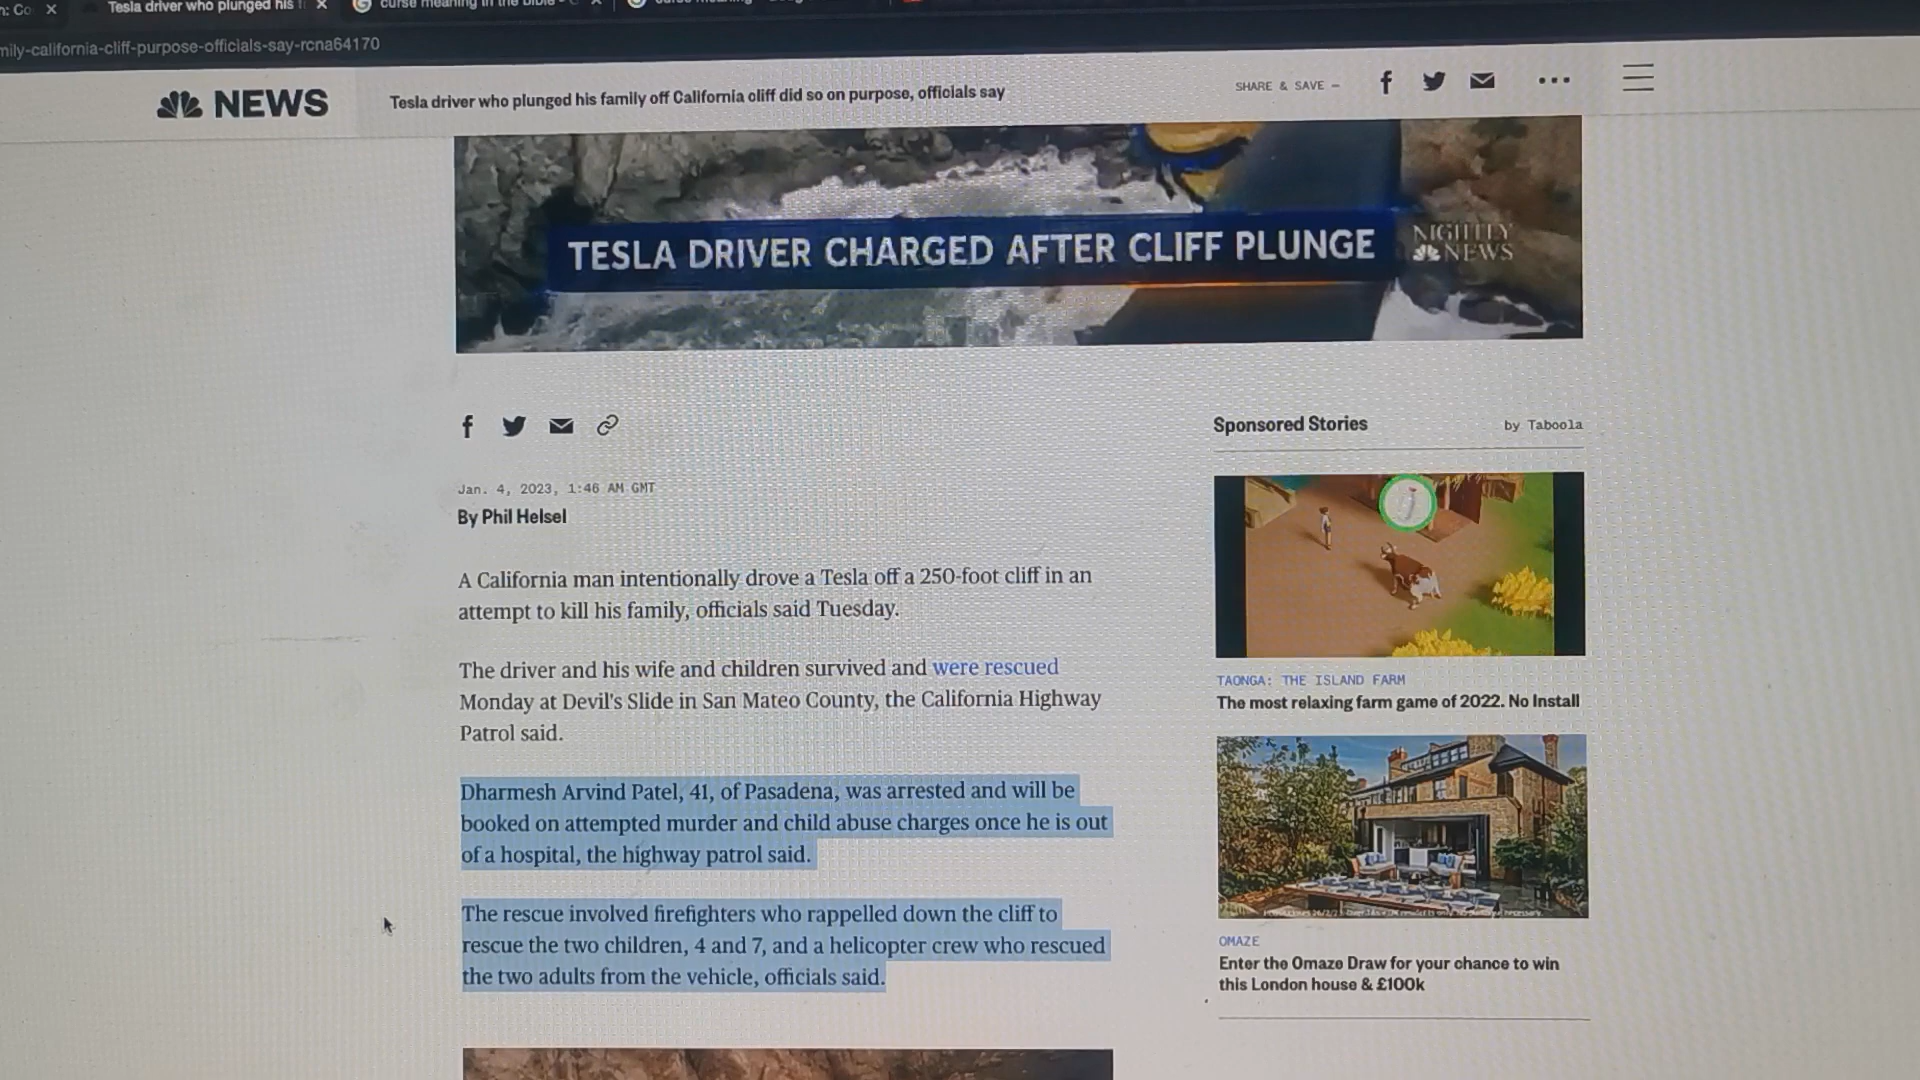 Tesla driver who plunged his f
curse meaning in the bible
mily-california-cliff-purpose-officials-say-rcna64170
NEWS
Tesla driver who plunged his family off California cliff did so on purpose, officials say
SHARE & SAVE —
TESLA DRIVER CHARGED AFTER CLIFF PLUNGE
NIGHTLY
NEWS
Jan. 4, 2023, 1:46 AM GMT
By Phil Helsel
A California man intentionally drove a Tesla off a 250-foot cliff in an
attempt to kill his family, officials said Tuesday.
The driver and his wife and children survived and were rescued
Monday at Devil's Slide in San Mateo County, the California Highway
Patrol said.
Dharmesh Arvind Patel, 41, of Pasadena, was arrested and will be
booked on attempted murder and child abuse charges once he is out
of a hospital, the highway patrol said.
The rescue involved firefighters who rappelled down the cliff to
rescue the two children, 4 and 7, and a helicopter crew who rescued
the two adults from the vehicle, officials said.
Sponsored Stories
by Taboola
TAONGA: THE ISLAND FARM
The most relaxing farm game of 2022. No Install
OMAZE
Enter the Omaze Draw for your chance to win
this London house & £100k